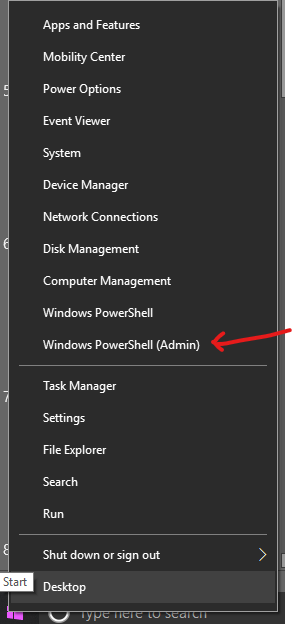 Apps and Features
Mobility Center
Power Options
Event Viewer
System
Device Manager
Network Connections
Disk Management
Computer Management
Windows PowerShell
Windows PowerShell (Admin)
Task Manager
Settings
File Explorer
Search
Run
Shut down or sign out
Desktop
Start
Type here to search
5
6
7
8